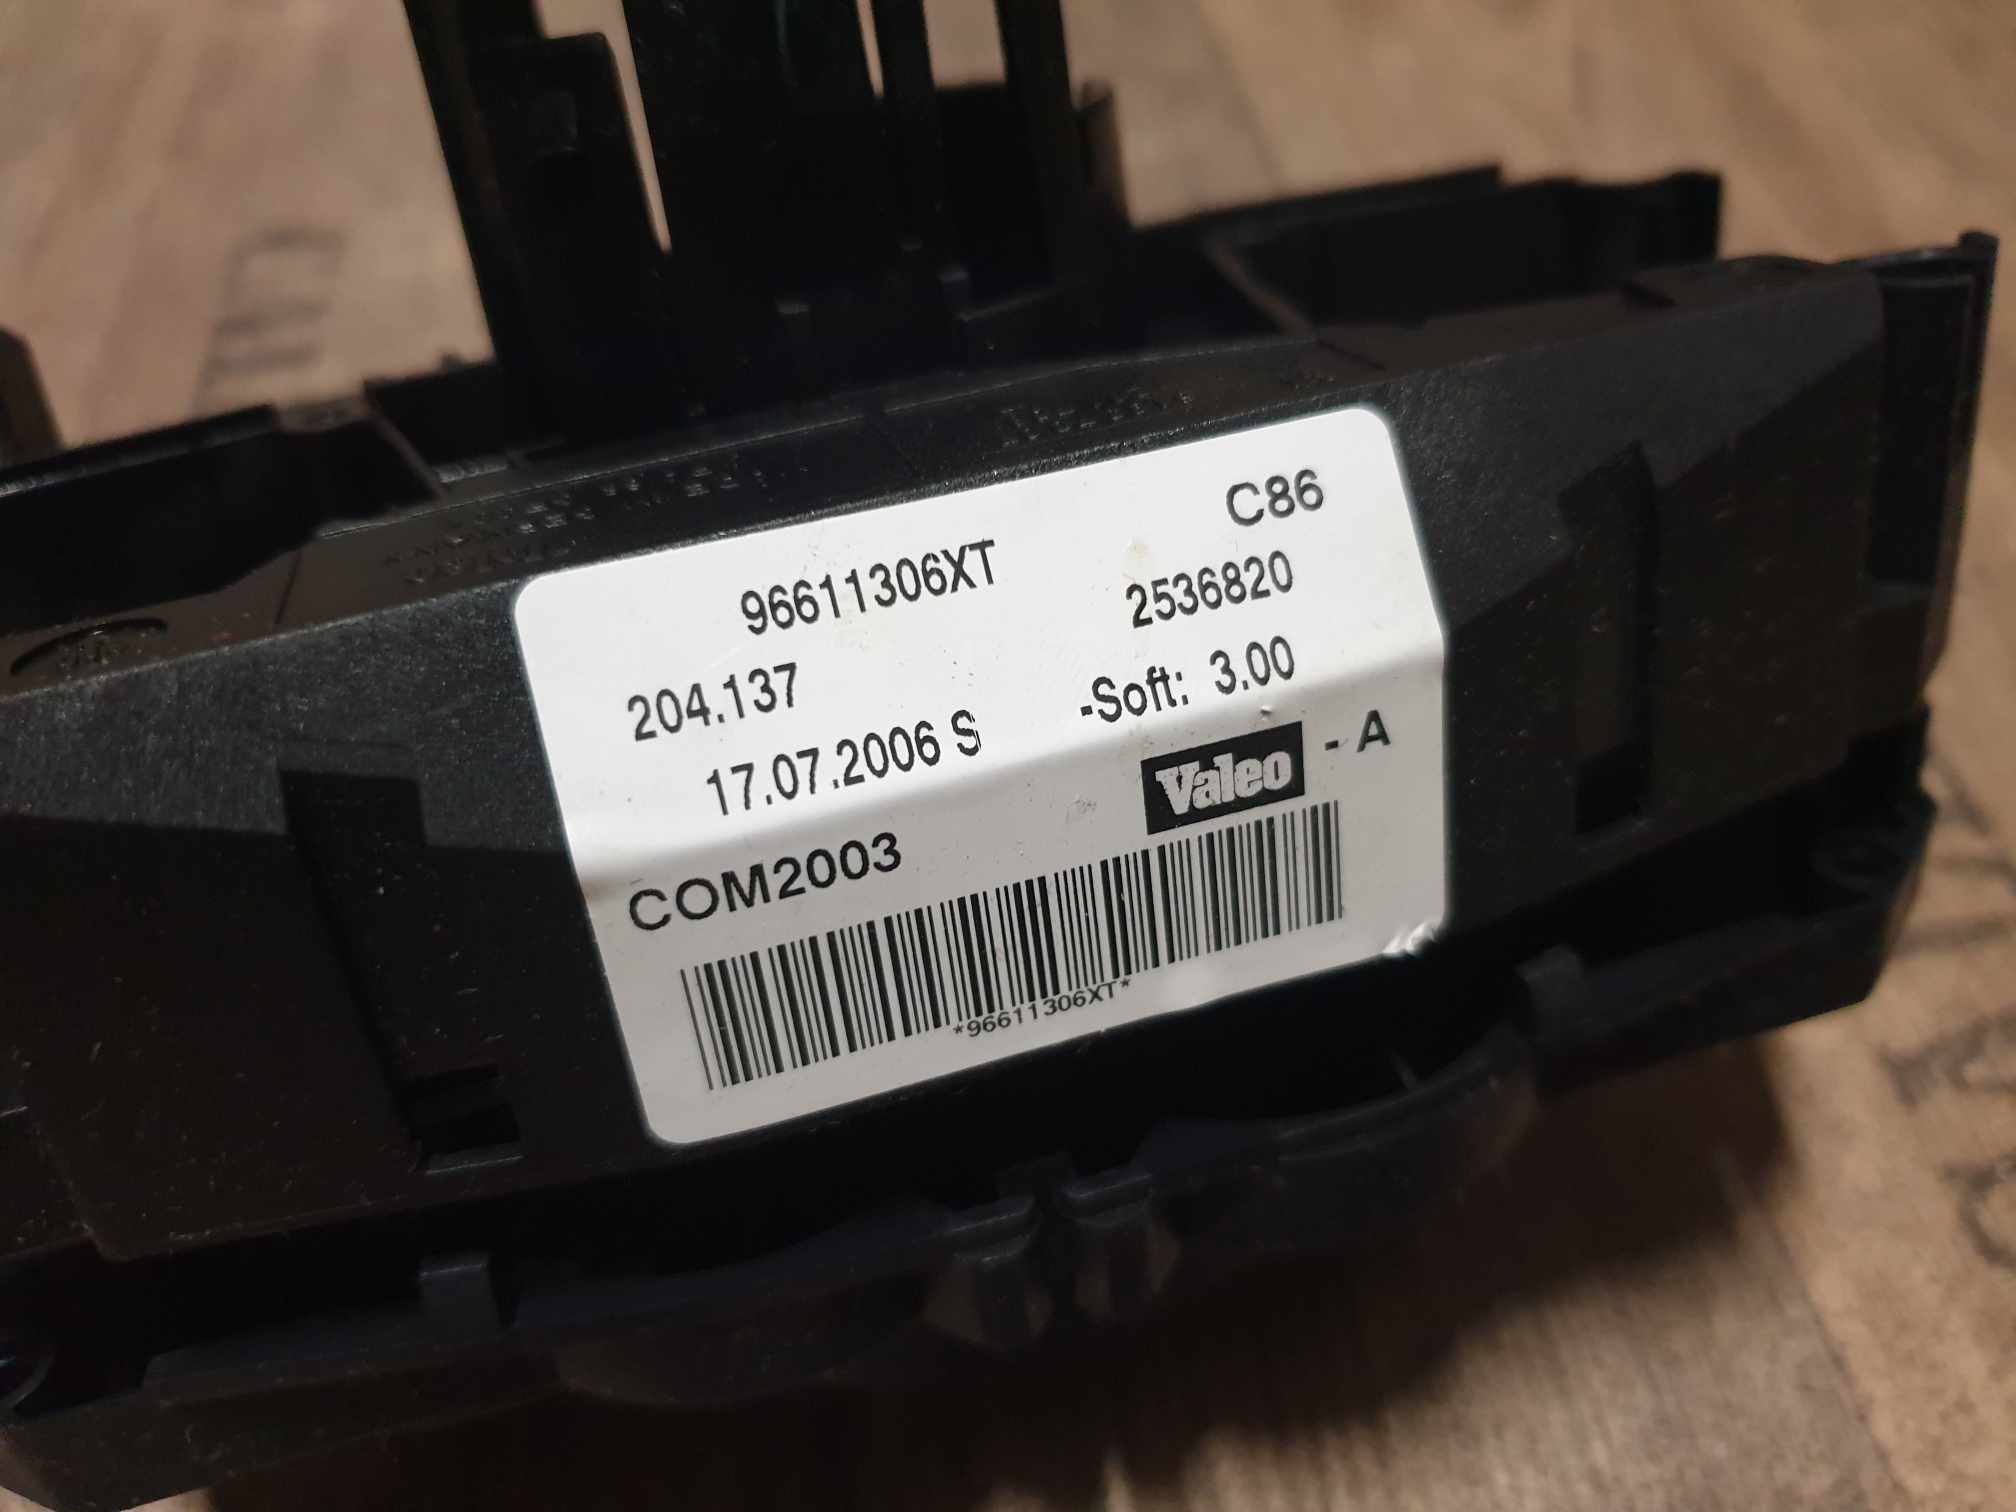 C86
96611306XT 2536820
204.137 -Soft: 3.00
17.07.2006 S Valeo - A
COM2003
*96611306XT*